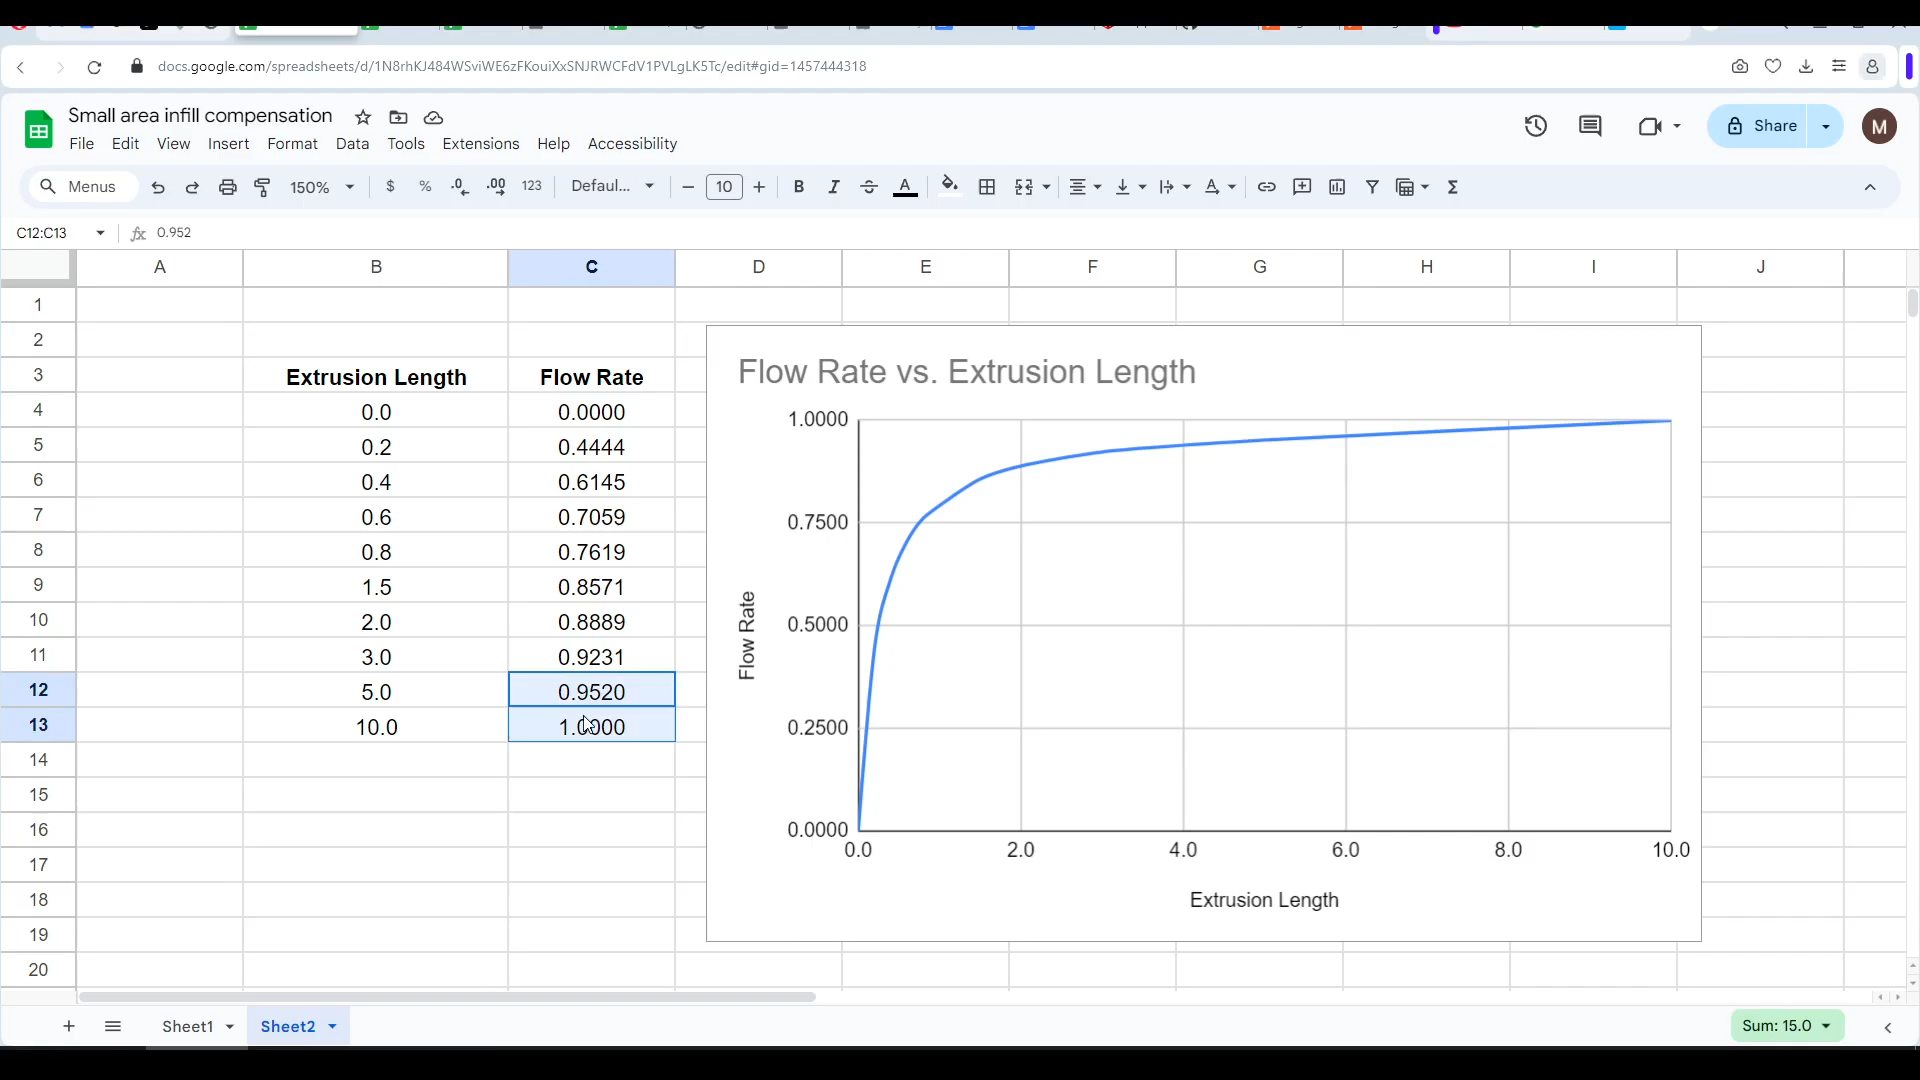 docs.google.com/spreadsheets/d/1N8rhKJ484WSviWE6zFKouiXxSNJRWCFdV1PVLgLK5Tc/edit#gid=1457444318
Small area infill compensation
File Edit View Insert Format Data Tools Extensions Help Accessibility
Share
M
Menus 150% $ % .0 .00 123 Defaul... 10 B I A
C12:C13 fx 0.952
A B C D E F G H I J
1
2
3 Extrusion Length Flow Rate
4 0.0 0.0000
5 0.2 0.4444
6 0.4 0.6145
7 0.6 0.7059
8 0.8 0.7619
9 1.5 0.8571
10 2.0 0.8889
11 3.0 0.9231
12 5.0 0.9520
13 10.0 1.0000
14
15
16
17
18
19
20
Flow Rate vs. Extrusion Length
1.0000
0.7500
0.5000
0.2500
0.0000
Flow Rate
0.0 2.0 4.0 6.0 8.0 10.0
Extrusion Length
Sheet1 Sheet2 Sum: 15.0